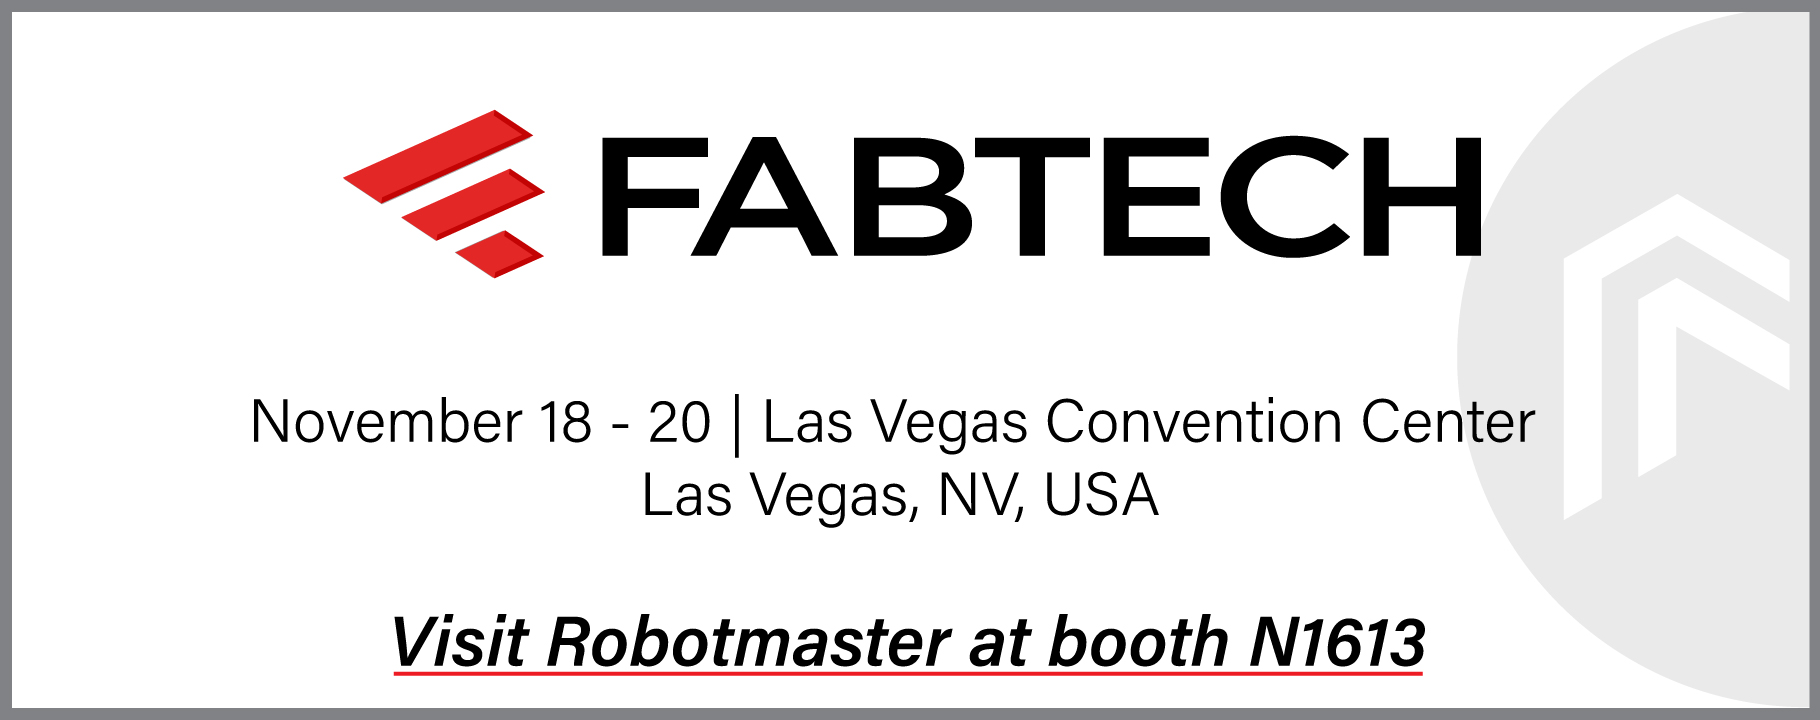 FABTECH
November 18 - 20 | Las Vegas Convention Center
Las Vegas, NV, USA
Visit Robotmaster at booth N1613